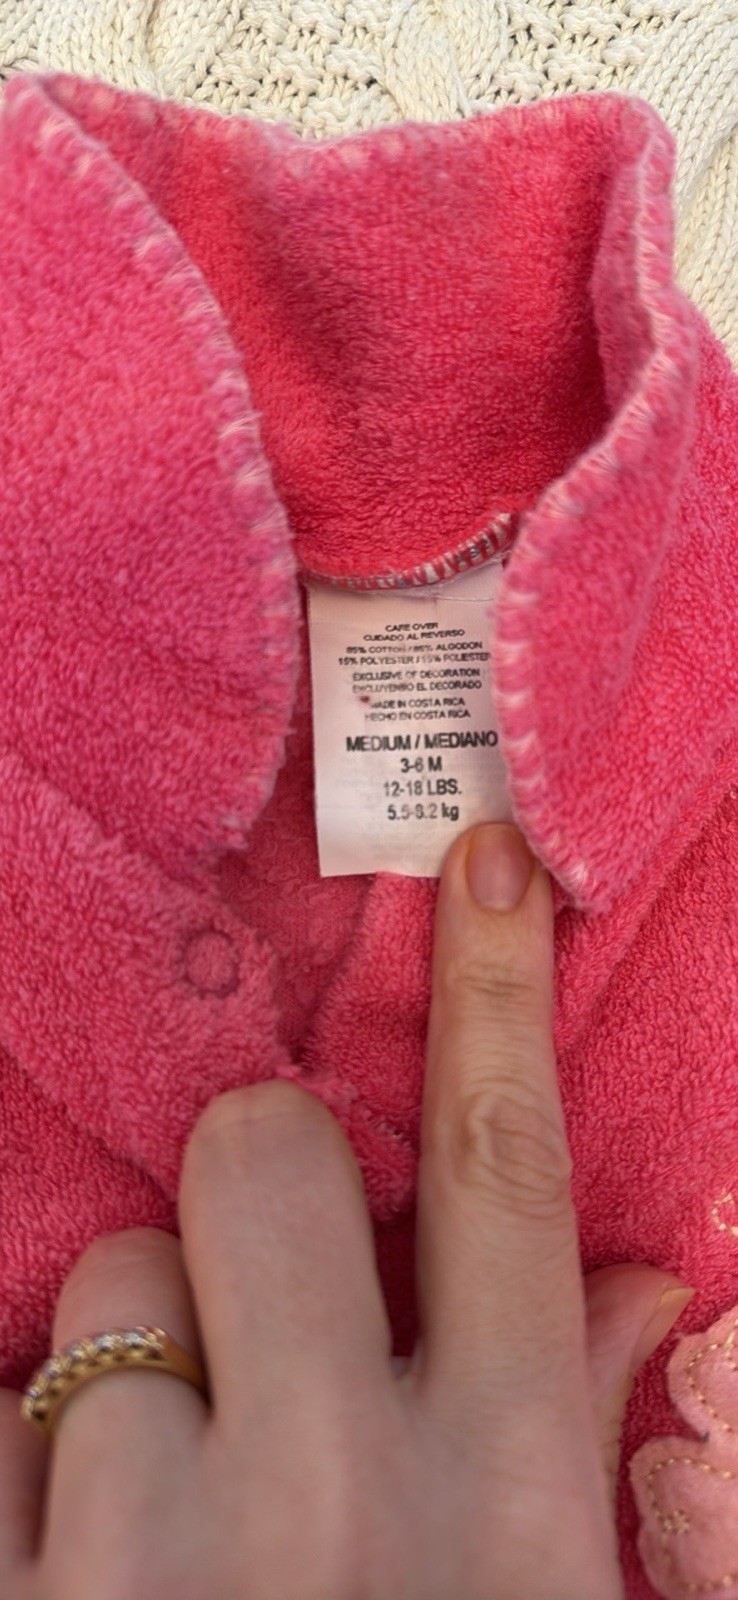 CARE OVER
CUIDADO AL REVERSO
85% COTTON / 85% ALGODON
15% POLYESTER / 15% POLIESTER
EXCLUSIVE OF DECORATION
EXCLUYENDO EL DECORADO
MADE IN COSTA RICA
HECHO EN COSTA RICA
MEDIUM / MEDIANO
3-6 M
12-18 LBS.
5.5-8.2 kg